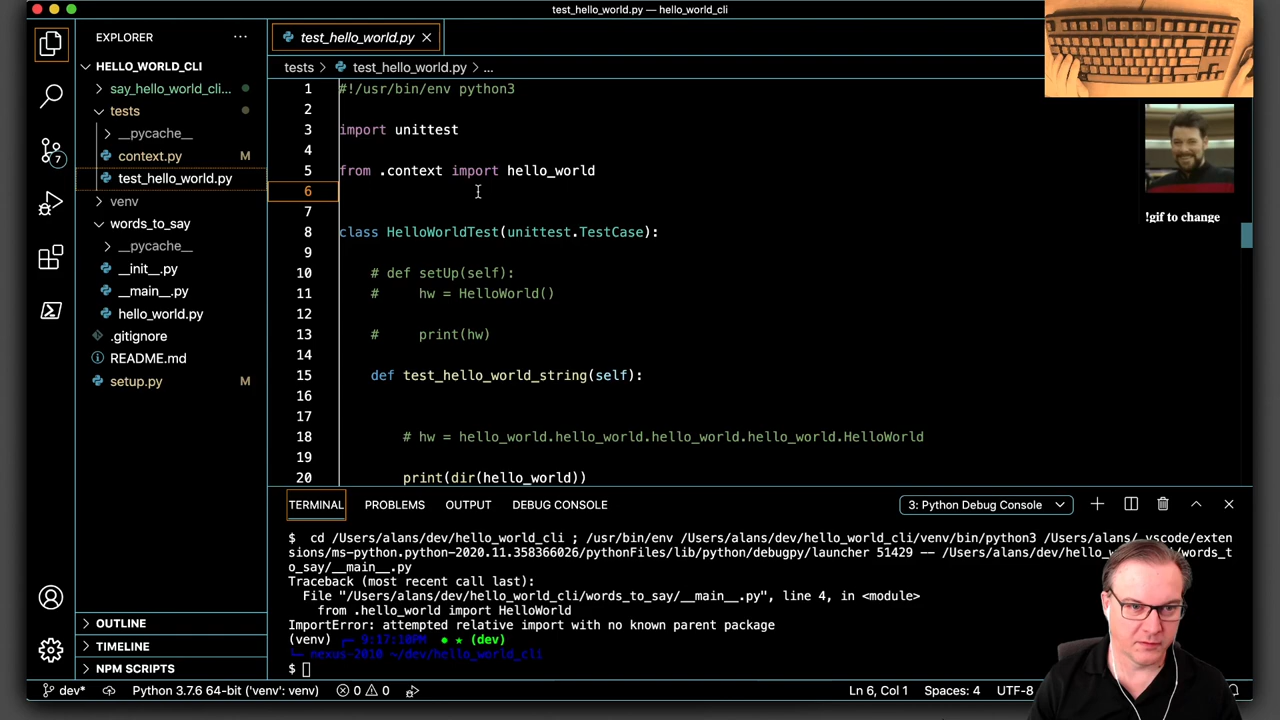 test_hello_world.py — hello_world_cli
EXPLORER
HELLO_WORLD_CLI
say_hello_world_cli...
tests
__pycache__
context.py M
test_hello_world.py
venv
words_to_say
__pycache__
__init__.py
__main__.py
hello_world.py
.gitignore
README.md
setup.py M
OUTLINE
TIMELINE
NPM SCRIPTS
7
test_hello_world.py
tests > test_hello_world.py > ...
1 #!/usr/bin/env python3
2
3 import unittest
4
5 from .context import hello_world
6
7
8 class HelloWorldTest(unittest.TestCase):
9
10 # def setUp(self):
11 #     hw = HelloWorld()
12
13 #     print(hw)
14
15 def test_hello_world_string(self):
16
17
18 # hw = hello_world.hello_world.hello_world.hello_world.HelloWorld
19
20 print(dir(hello_world))
!gif to change
TERMINAL PROBLEMS OUTPUT DEBUG CONSOLE 3: Python Debug Console
$  cd /Users/alans/dev/hello_world_cli ; /usr/bin/env /Users/alans/dev/hello_world_cli/venv/bin/python3 /Users/alans/.vscode/exten
sions/ms-python.python-2020.11.358366026/pythonFiles/lib/python/debugpy/launcher 51429 -- /Users/alans/dev/hello_wo
o_say/__main__.py
Traceback (most recent call last):
File "/Users/alans/dev/hello_world_cli/words_to_say/__main__.py", line 4, in <module>
from .hello_world import HelloWorld
ImportError: attempted relative import with no known parent package
(venv) 9:17:10PM ● ★ (dev)
nexus-2010 ~/dev/hello_world_cli
$
dev* Python 3.7.6 64-bit ('venv': venv) 0 0 Ln 6, Col 1 Spaces: 4 UTF-8